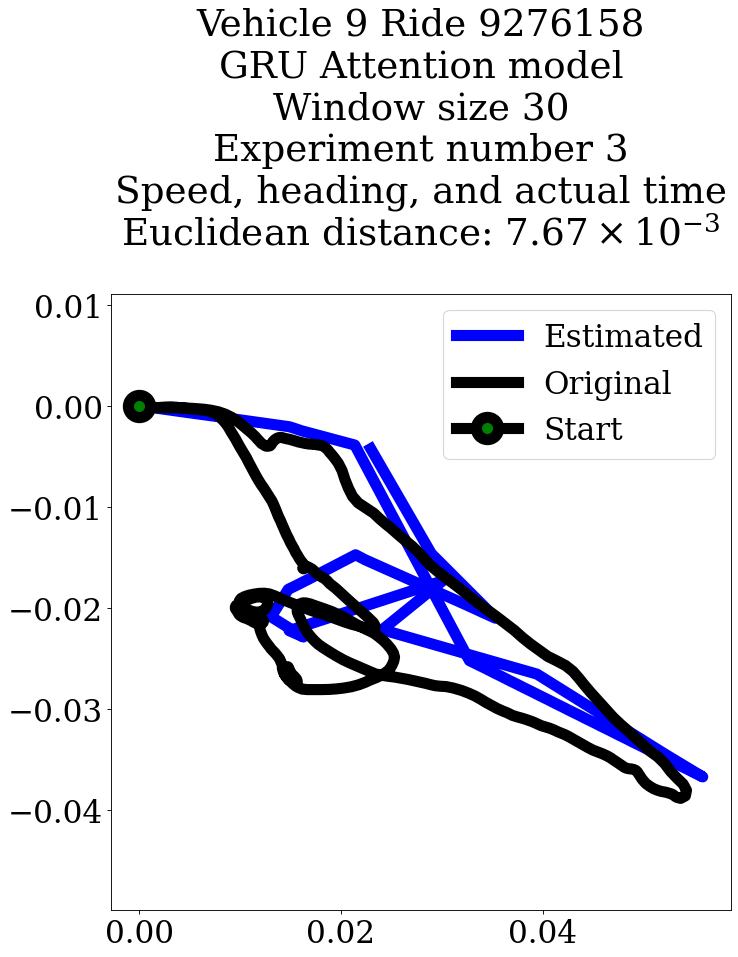 Vehicle 9 Ride 9276158
GRU Attention model
Window size 30
Experiment number 3
Speed, heading, and actual time
Euclidean distance: 7.67 × 10⁻³
0.01
Estimated
Original
Start
0.00
−0.01
−0.02
−0.03
−0.04
0.00 0.02 0.04